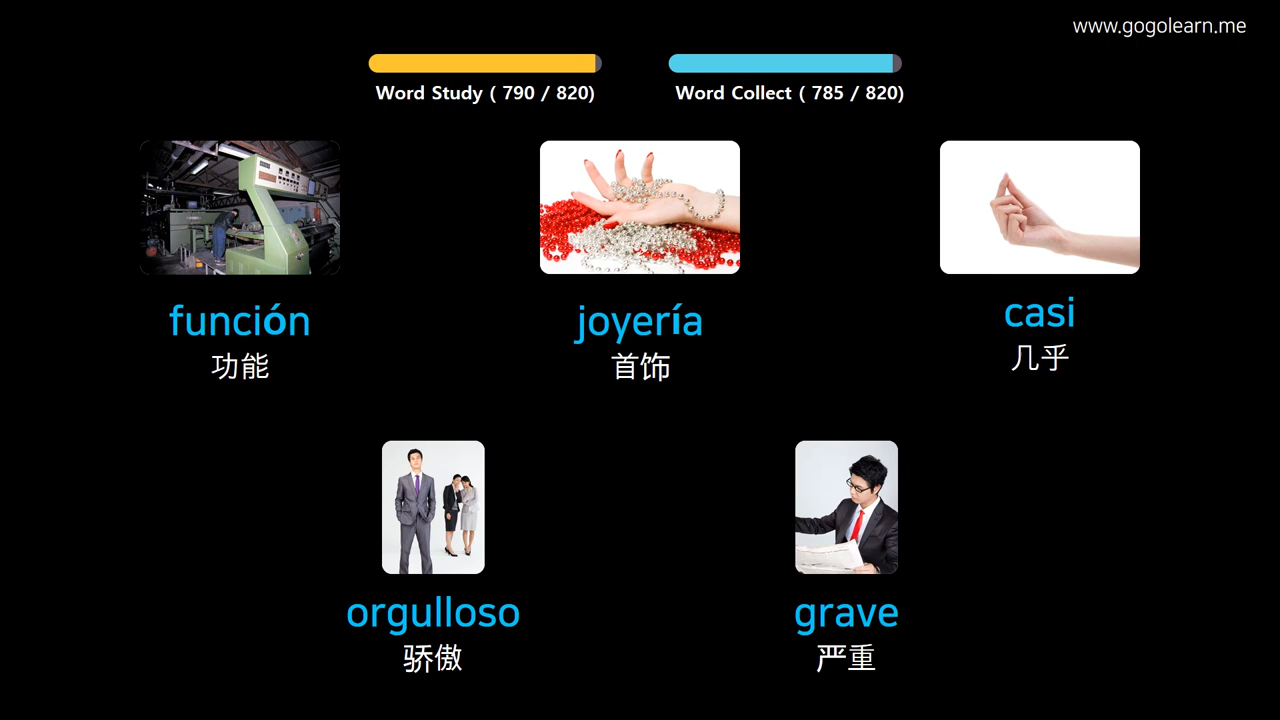 www.gogolearn.me
Word Study ( 790 / 820)
Word Collect ( 785 / 820)
función
功能
joyería
首饰
casi
几乎
orgulloso
骄傲
grave
严重